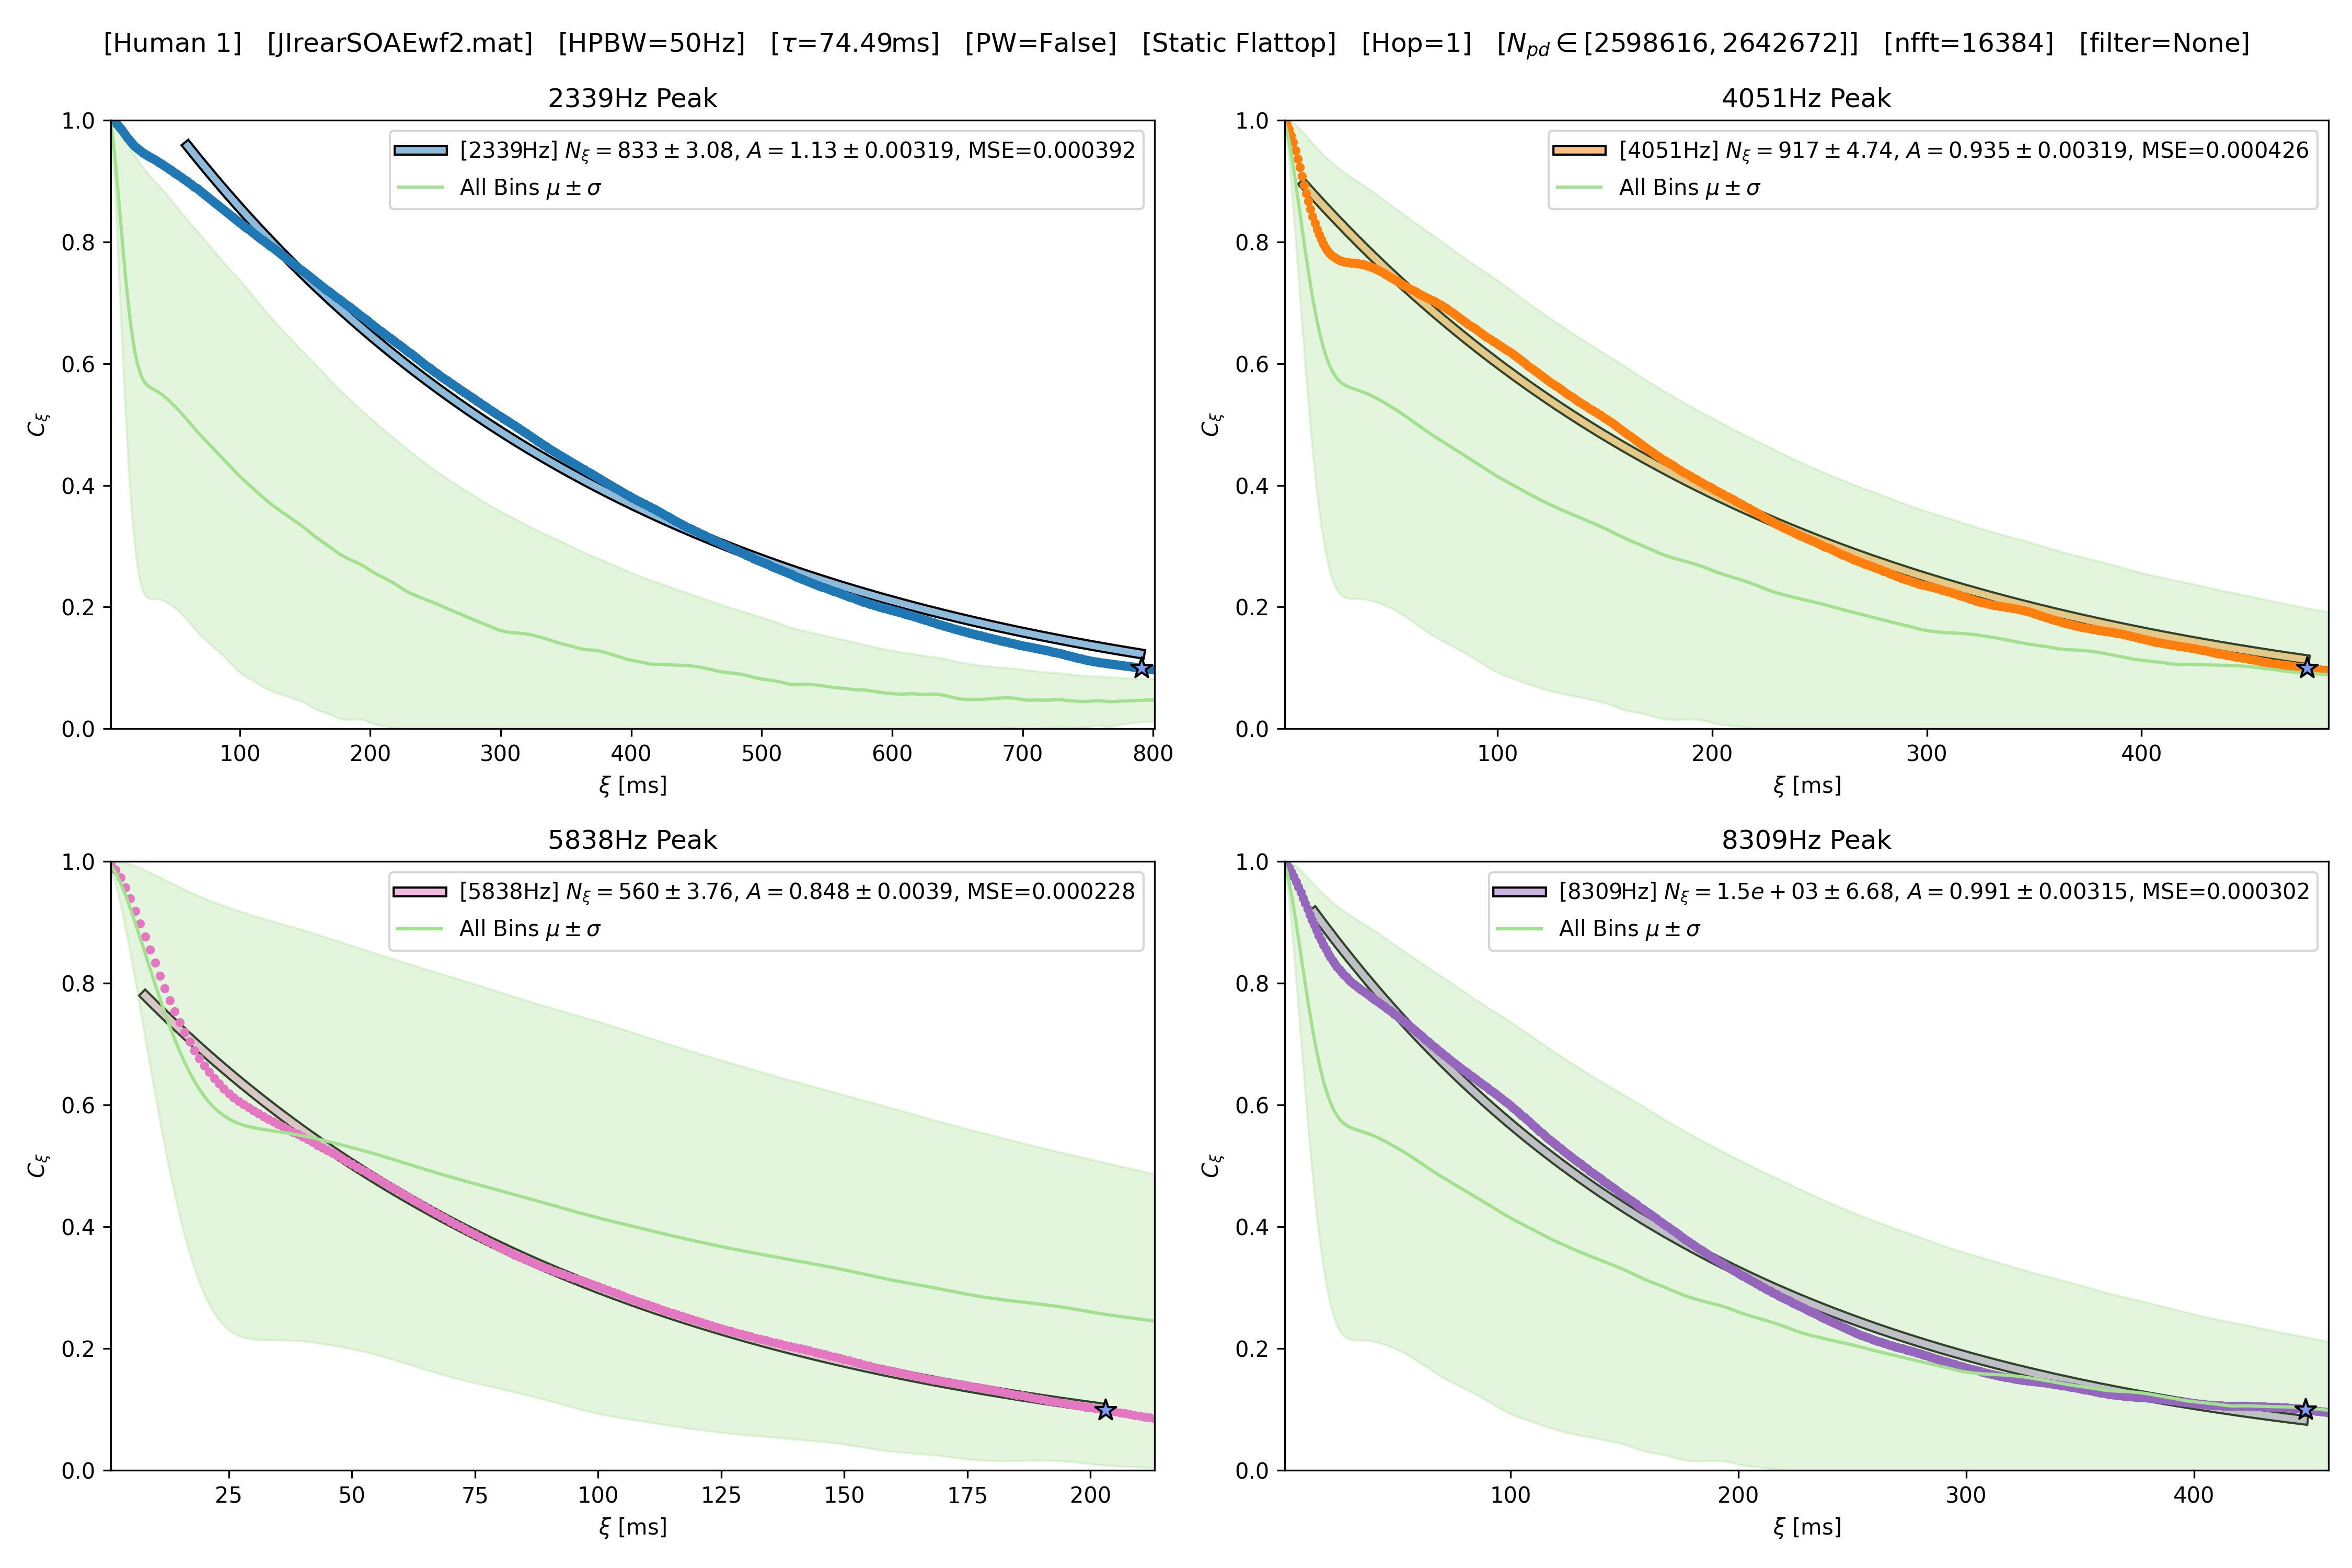 [Human 1] [JIrearSOAEwf2.mat] [HPBW=50Hz] [τ=74.49ms] [PW=False] [Static Flattop] [Hop=1] [N_pd ∈ [2598616, 2642672]] [nfft=16384] [filter=None]
2339Hz Peak
[2339Hz] N_ξ = 833 ± 3.08, A = 1.13 ± 0.00319, MSE=0.000392
All Bins μ ± σ
1.0
0.8
0.6
0.4
0.2
0.0
C_ξ
100 200 300 400 500 600 700 800
ξ [ms]
4051Hz Peak
[4051Hz] N_ξ = 917 ± 4.74, A = 0.935 ± 0.00319, MSE=0.000426
All Bins μ ± σ
1.0
0.8
0.6
0.4
0.2
0.0
C_ξ
100 200 300 400
ξ [ms]
5838Hz Peak
[5838Hz] N_ξ = 560 ± 3.76, A = 0.848 ± 0.0039, MSE=0.000228
All Bins μ ± σ
1.0
0.8
0.6
0.4
0.2
0.0
C_ξ
25 50 75 100 125 150 175 200
ξ [ms]
8309Hz Peak
[8309Hz] N_ξ = 1.5e + 03 ± 6.68, A = 0.991 ± 0.00315, MSE=0.000302
All Bins μ ± σ
1.0
0.8
0.6
0.4
0.2
0.0
C_ξ
100 200 300 400
ξ [ms]